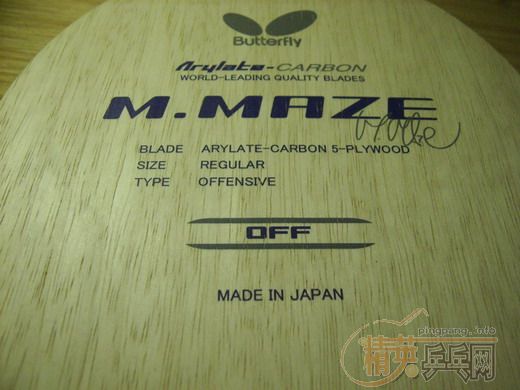 Butterfly
Arylate-CARBON
WORLD-LEADING QUALITY BLADES
M.MAZE
BLADE ARYLATE-CARBON 5-PLYWOOD
SIZE REGULAR
TYPE OFFENSIVE
OFF
MADE IN JAPAN
pingpang.info
精英乒乓网